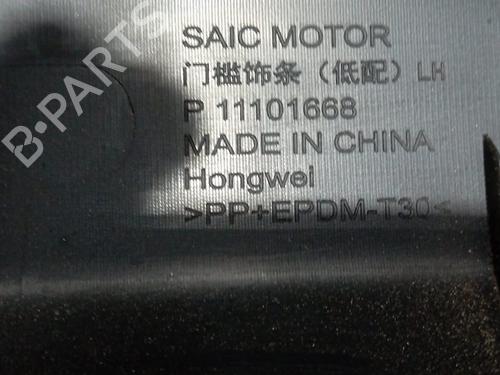 B-PARTS
SAIC MOTOR
门槛饰条（低配）LH
P 11101668
MADE IN CHINA
Hongwei
>PP+EPDM-T30<